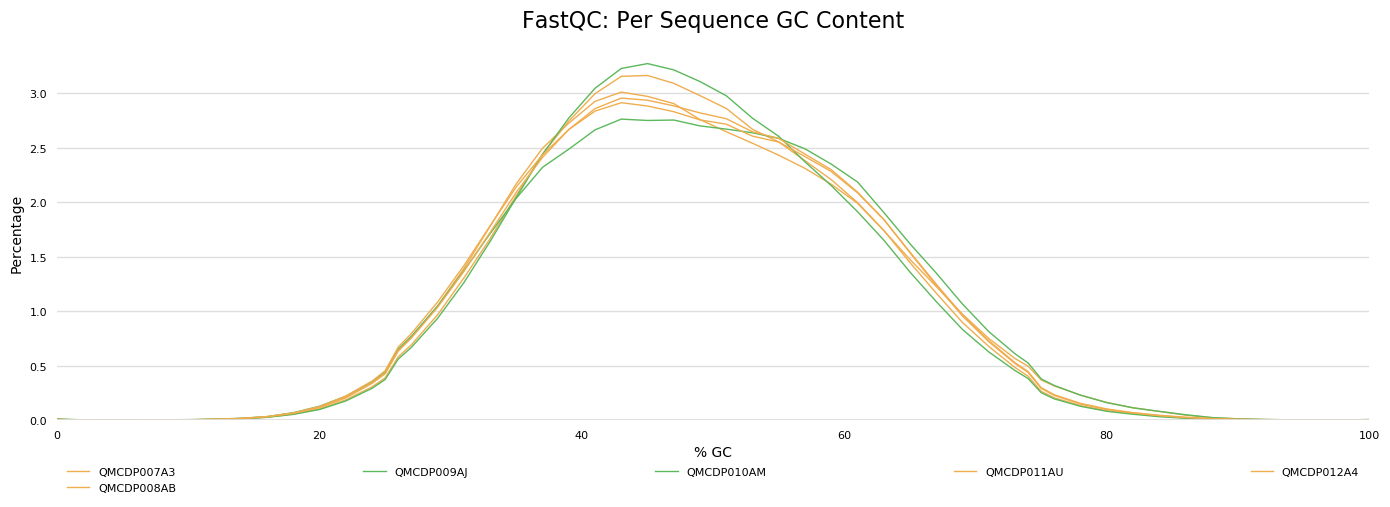 FastQC: Per Sequence GC Content
Percentage
3.0
2.5
2.0
1.5
1.0
0.5
0.0
0 20 40 60 80 100
% GC
QMCDP007A3 QMCDP009AJ QMCDP010AM QMCDP011AU QMCDP012A4
QMCDP008AB